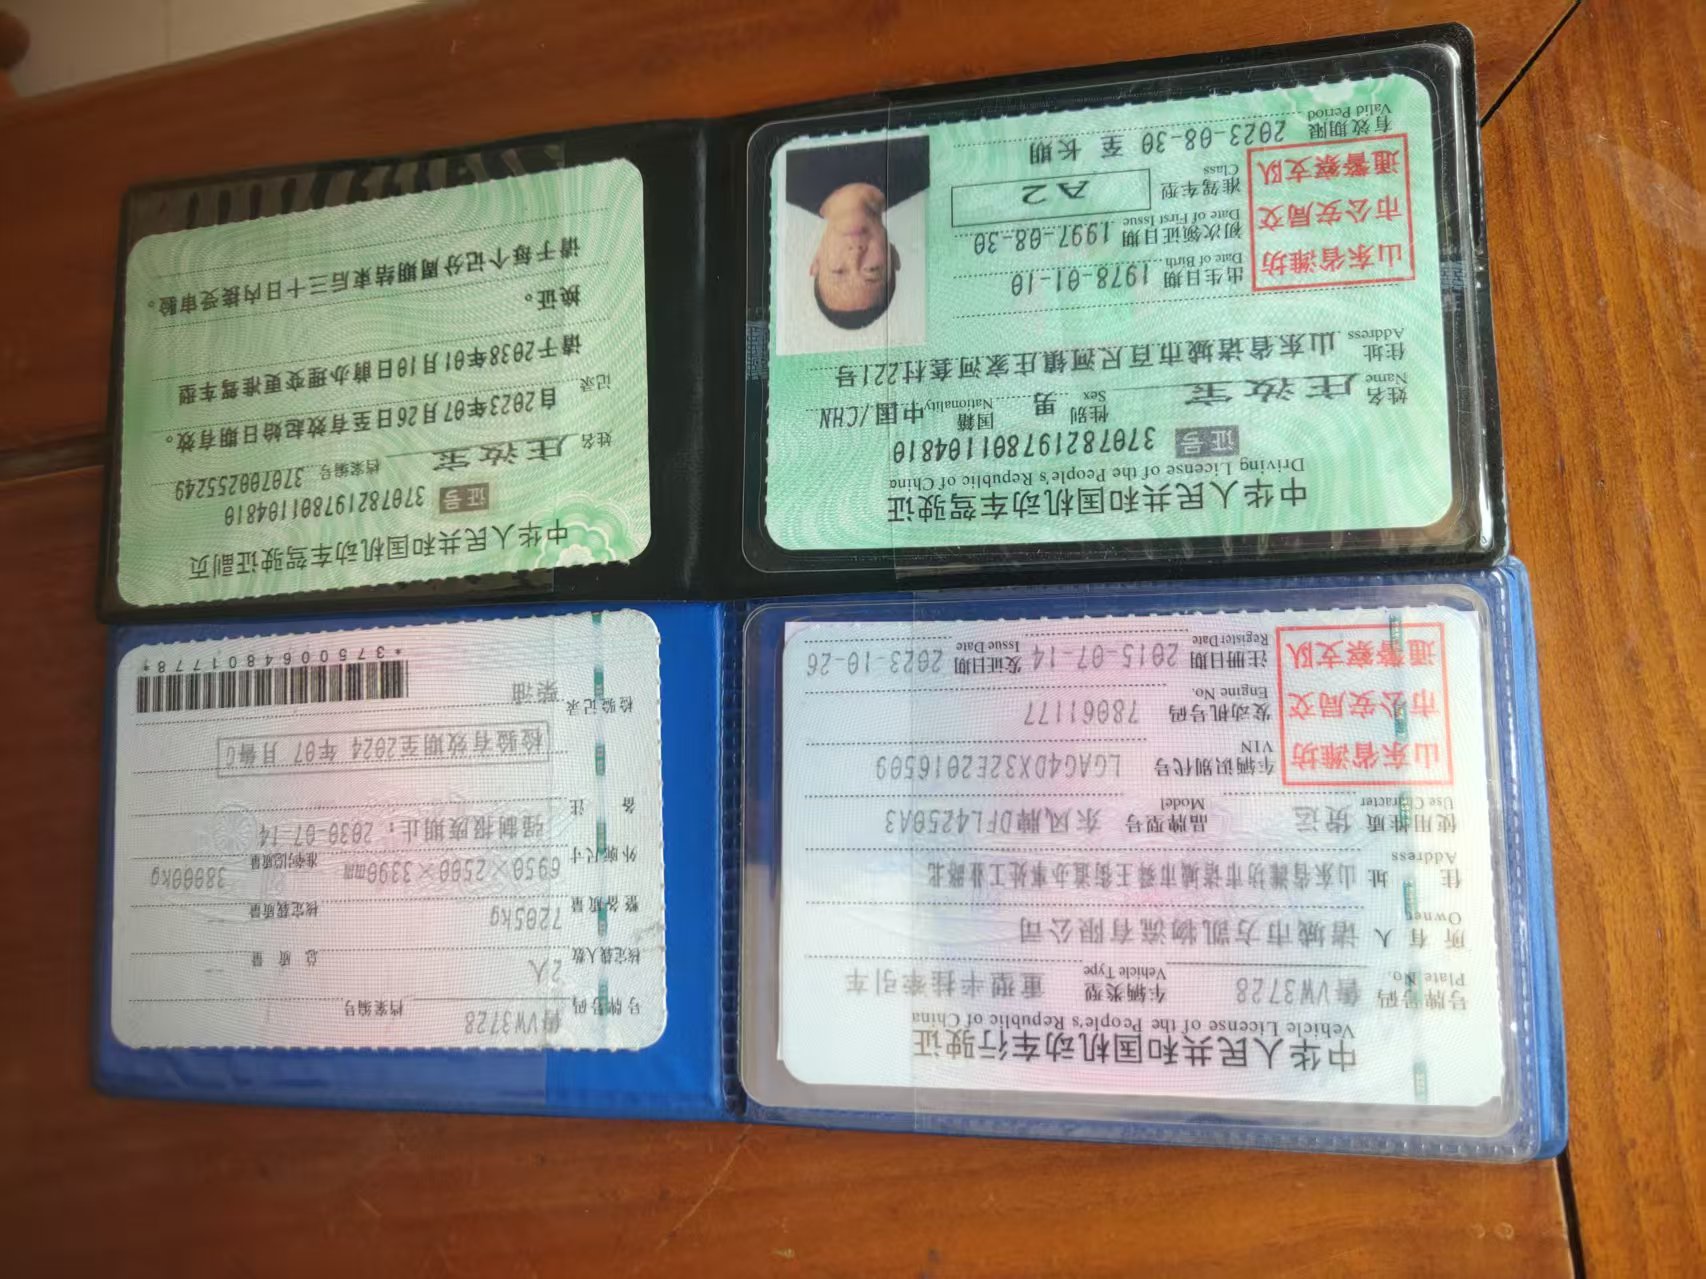 中华人民共和国机动车行驶证
Vehicle License of the People's Republic of China
号牌号码 鲁VW3728 车辆类型 重型半挂牵引车
Plate No. Vehicle Type
所有人 诸城市方凯物流有限公司
Owner
住址 山东省潍坊市诸城市舜王街道办事处工业路北
Address
使用性质 货运 品牌型号 东风牌DFL4250A3
Use Character Model
山东省潍坊
市公安局交
通警察支队
车辆识别代号 LGAG4DX32E2016509
VIN
发动机号码 78061177
Engine No.
注册日期 2015-07-14 发证日期 2023-10-26
Register Date Issue Date
号牌号码 鲁VW3728 档案编号
核定载人数 2人 总质量 --
整备质量 7205kg 核定载质量 --
外廓尺寸 6950×2500×3390mm 准牵引总质量 38000kg
备注 强制报废期止：2030-07-14
检验有效期至2024年07月鲁G
检验记录 柴油
*3750064801778*
中华人民共和国机动车驾驶证
Driving License of the People's Republic of China
证号 370782197801104810
姓名 庄汝宝 性别 男 国籍 中国/CHN
Name Sex Nationality
住址 山东省诸城市百尺河镇庄家河套村221号
Address
山东省潍坊
市公安局交
通警察支队
出生日期 1978-01-10
Date of Birth
初次领证日期 1997-08-30
Date of First Issue
准驾车型 A2
Class
有效期限 2023-08-30 至 长期
Valid Period
中华人民共和国机动车驾驶证副页
证号 370782197801104810
姓名 庄汝宝 档案编号 370700255249
自2023年07月26日至有效起始日期有效。
记录 请于2038年01月10日前办理变更准驾车型
换证。
请于每个记分周期结束后三十日内接受审验。